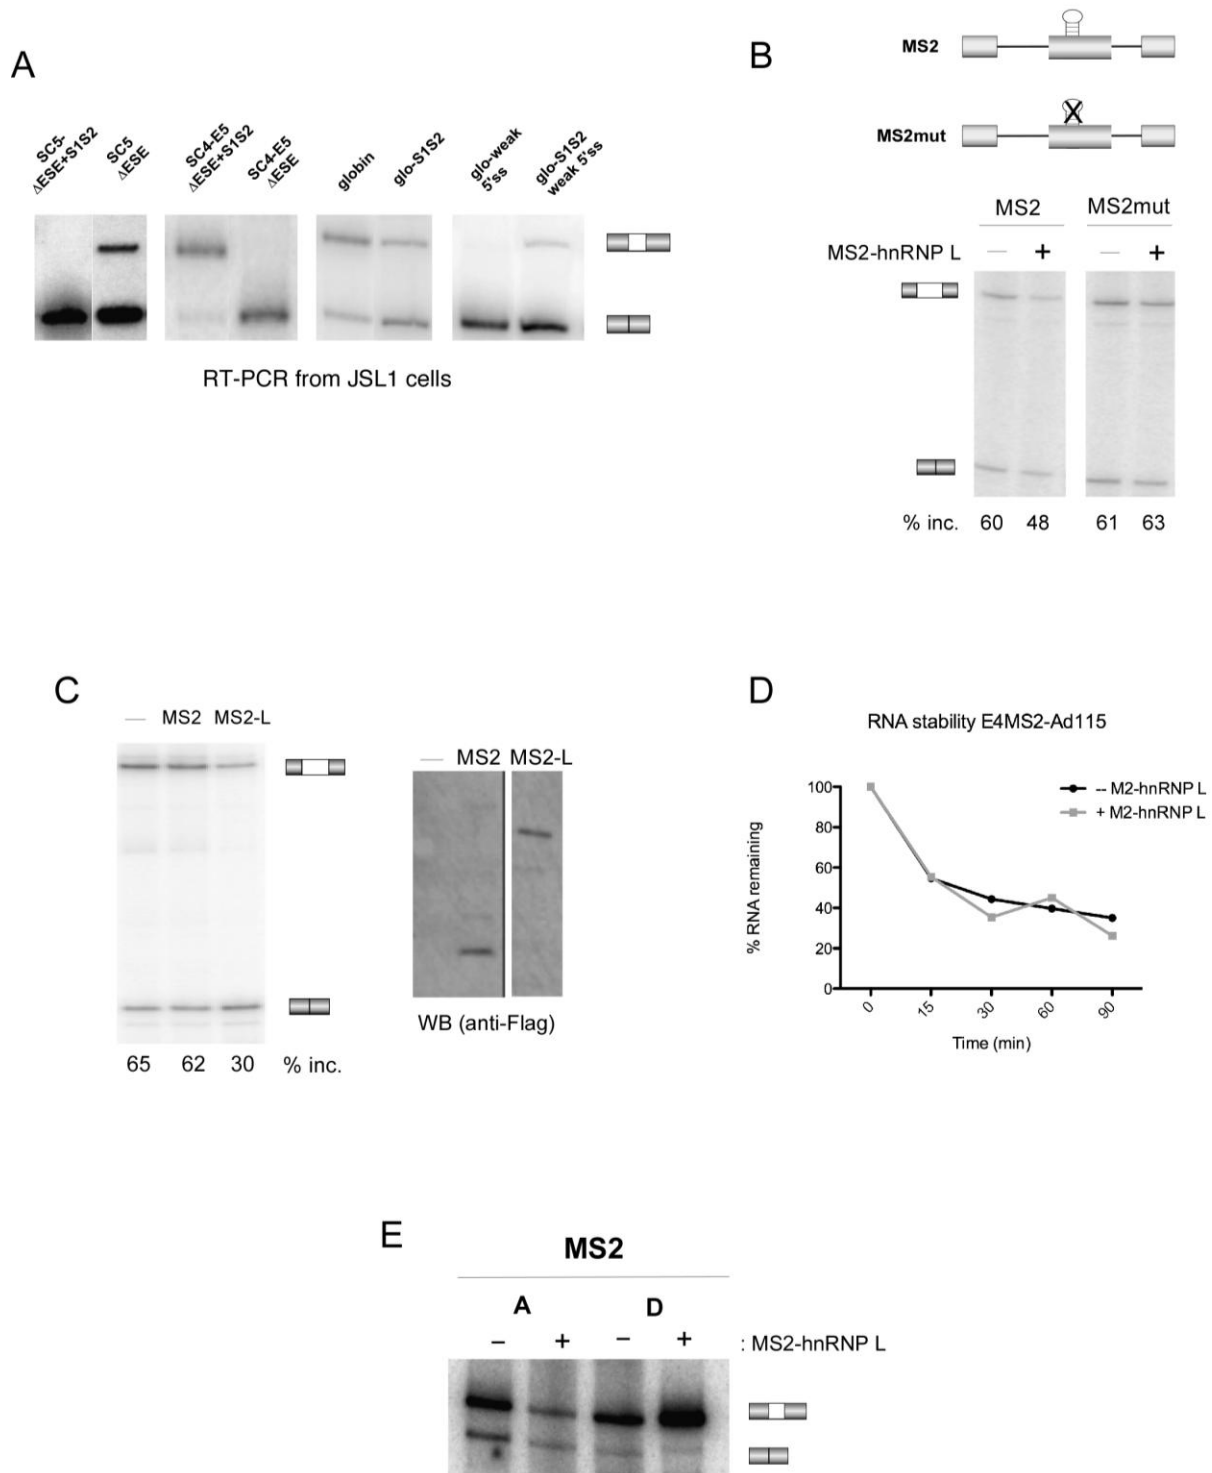 A
SC5-
ΔESE+S1S2
SC5
ΔESE
SC4-E5
ΔESE+S1S2
SC4-E5
ΔESE
globin
glo-S1S2
glo-weak
5'ss
glo-S1S2
weak 5'ss
RT-PCR from JSL1 cells
B
MS2
MS2mut
X
MS2 MS2mut
MS2-hnRNP L — + — +
% inc. 60 48 61 63
C
— MS2 MS2-L
65 62 30 % inc.
— MS2 MS2-L
WB (anti-Flag)
D
RNA stability E4MS2-Ad115
-- M2-hnRNP L
+ M2-hnRNP L
% RNA remaining
100
80
60
40
20
0
0 15 30 60 90
Time (min)
E
MS2
A D
– + – + : MS2-hnRNP L